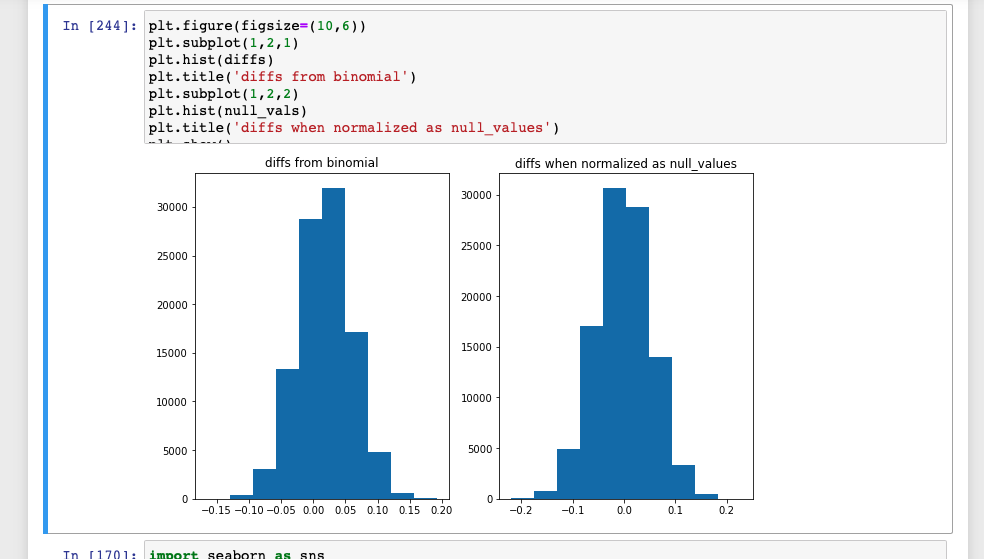 In [244]: plt.figure(figsize=(10,6))
plt.subplot(1,2,1)
plt.hist(diffs)
plt.title('diffs from binomial')
plt.subplot(1,2,2)
plt.hist(null_vals)
plt.title('diffs when normalized as null_values')
plt.show()
diffs from binomial
30000
25000
20000
15000
10000
5000
0
−0.15 −0.10 −0.05 0.00 0.05 0.10 0.15 0.20
diffs when normalized as null_values
30000
25000
20000
15000
10000
5000
0
−0.2 −0.1 0.0 0.1 0.2
In [170]: import seaborn as sns